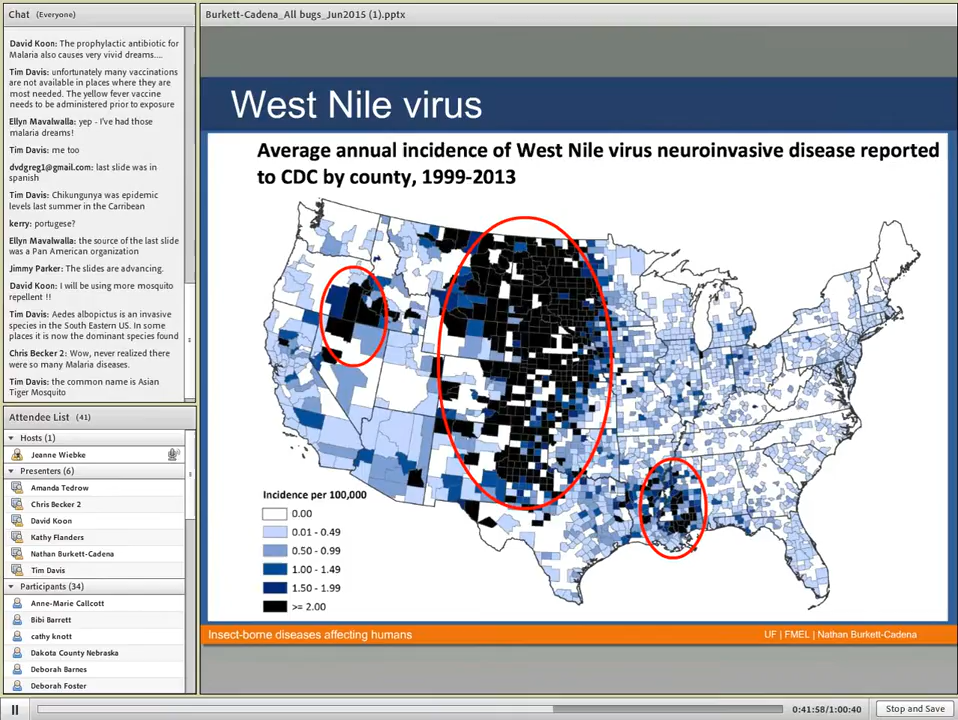 Chat (Everyone)
David Koon: The prophylactic antibiotic for
Malaria also causes very vivid dreams....
Tim Davis: unfortunately many vaccinations
are not available in places where they are
most needed. The yellow fever vaccine
needs to be administered prior to exposure
Ellyn Mavalwalla: yep - I've had those
malaria dreams!
Tim Davis: me too
dvdgreg1@gmail.com: last slide was in
spanish
Tim Davis: Chikungunya was epidemic
levels last summer in the Carribean
kerry: portugese?
Ellyn Mavalwalla: the source of the last slide
was a Pan American organization
Jimmy Parker: The slides are advancing.
David Koon: I will be using more mosquito
repellent !!
Tim Davis: Aedes albopictus is an invasive
species in the South Eastern US. In some
places it is now the dominant species found
Chris Becker 2: Wow, never realized there
were so many Malaria diseases.
Tim Davis: the common name is Asian
Tiger Mosquito
Attendee List (41)
Hosts (1)
Jeanne Wiebke
Presenters (6)
Amanda Tedrow
Chris Becker 2
David Koon
Kathy Flanders
Nathan Burkett-Cadena
Tim Davis
Participants (34)
Anne-Marie Callcott
Bibi Barrett
cathy knott
Dakota County Nebraska
Deborah Barnes
Deborah Foster
Burkett-Cadena_All bugs_Jun2015 (1).pptx
West Nile virus
Average annual incidence of West Nile virus neuroinvasive disease reported
to CDC by county, 1999-2013
Incidence per 100,000
0.00
0.01 - 0.49
0.50 - 0.99
1.00 - 1.49
1.50 - 1.99
>= 2.00
Insect-borne diseases affecting humans
UF | FMEL | Nathan Burkett-Cadena
0:41:58/1:00:40
Stop and Save